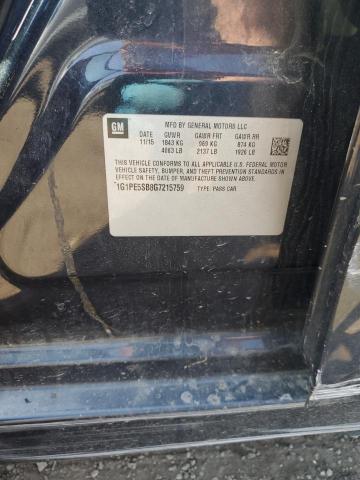 GM
MFD BY GENERAL MOTORS LLC
DATE GVWR GAWR FRT GAWR RR
11/15 1843 KG 969 KG 874 KG
4063 LB 2137 LB 1926 LB
THIS VEHICLE CONFORMS TO ALL APPLICABLE U.S. FEDERAL MOTOR
VEHICLE SAFETY, BUMPER, AND THEFT PREVENTION STANDARDS IN
EFFECT ON THE DATE OF MANUFACTURE SHOWN ABOVE.
*1G1PE5SB8G7215759 TYPE: PASS CAR